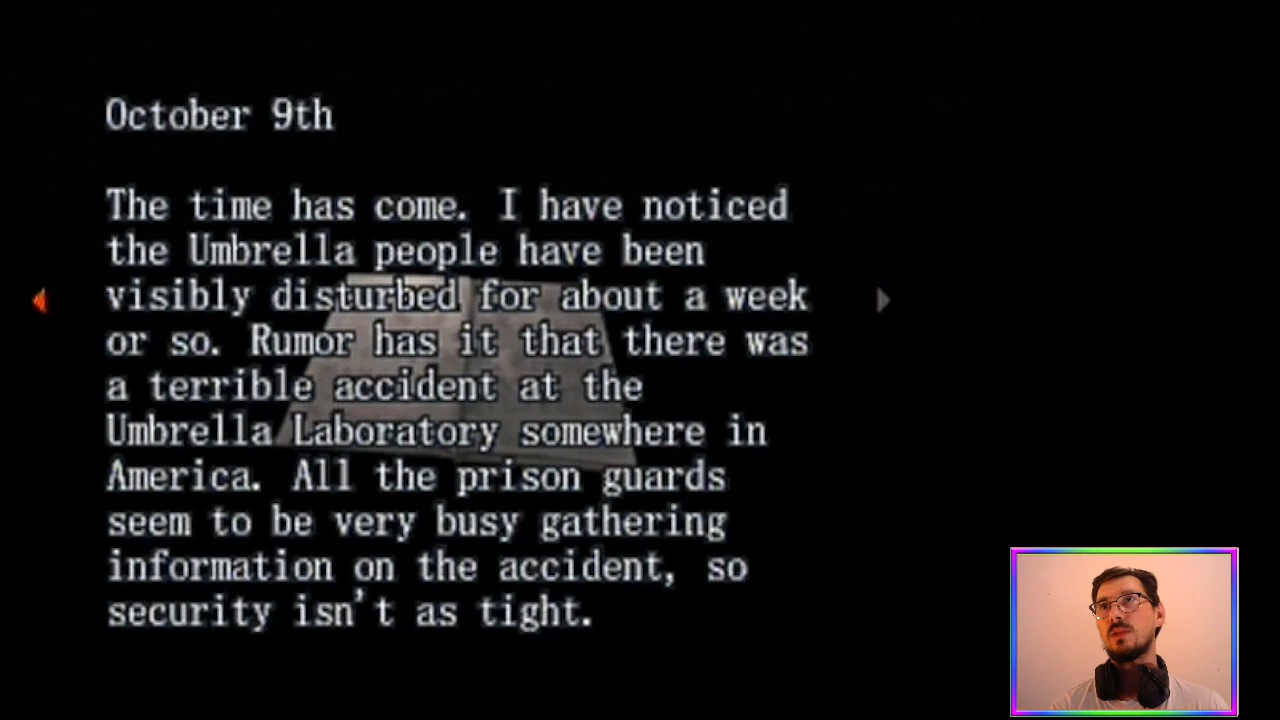 October 9th
The time has come. I have noticed
the Umbrella people have been
visibly disturbed for about a week
or so. Rumor has it that there was
a terrible accident at the
Umbrella Laboratory somewhere in
America. All the prison guards
seem to be very busy gathering
information on the accident, so
security isn't as tight.